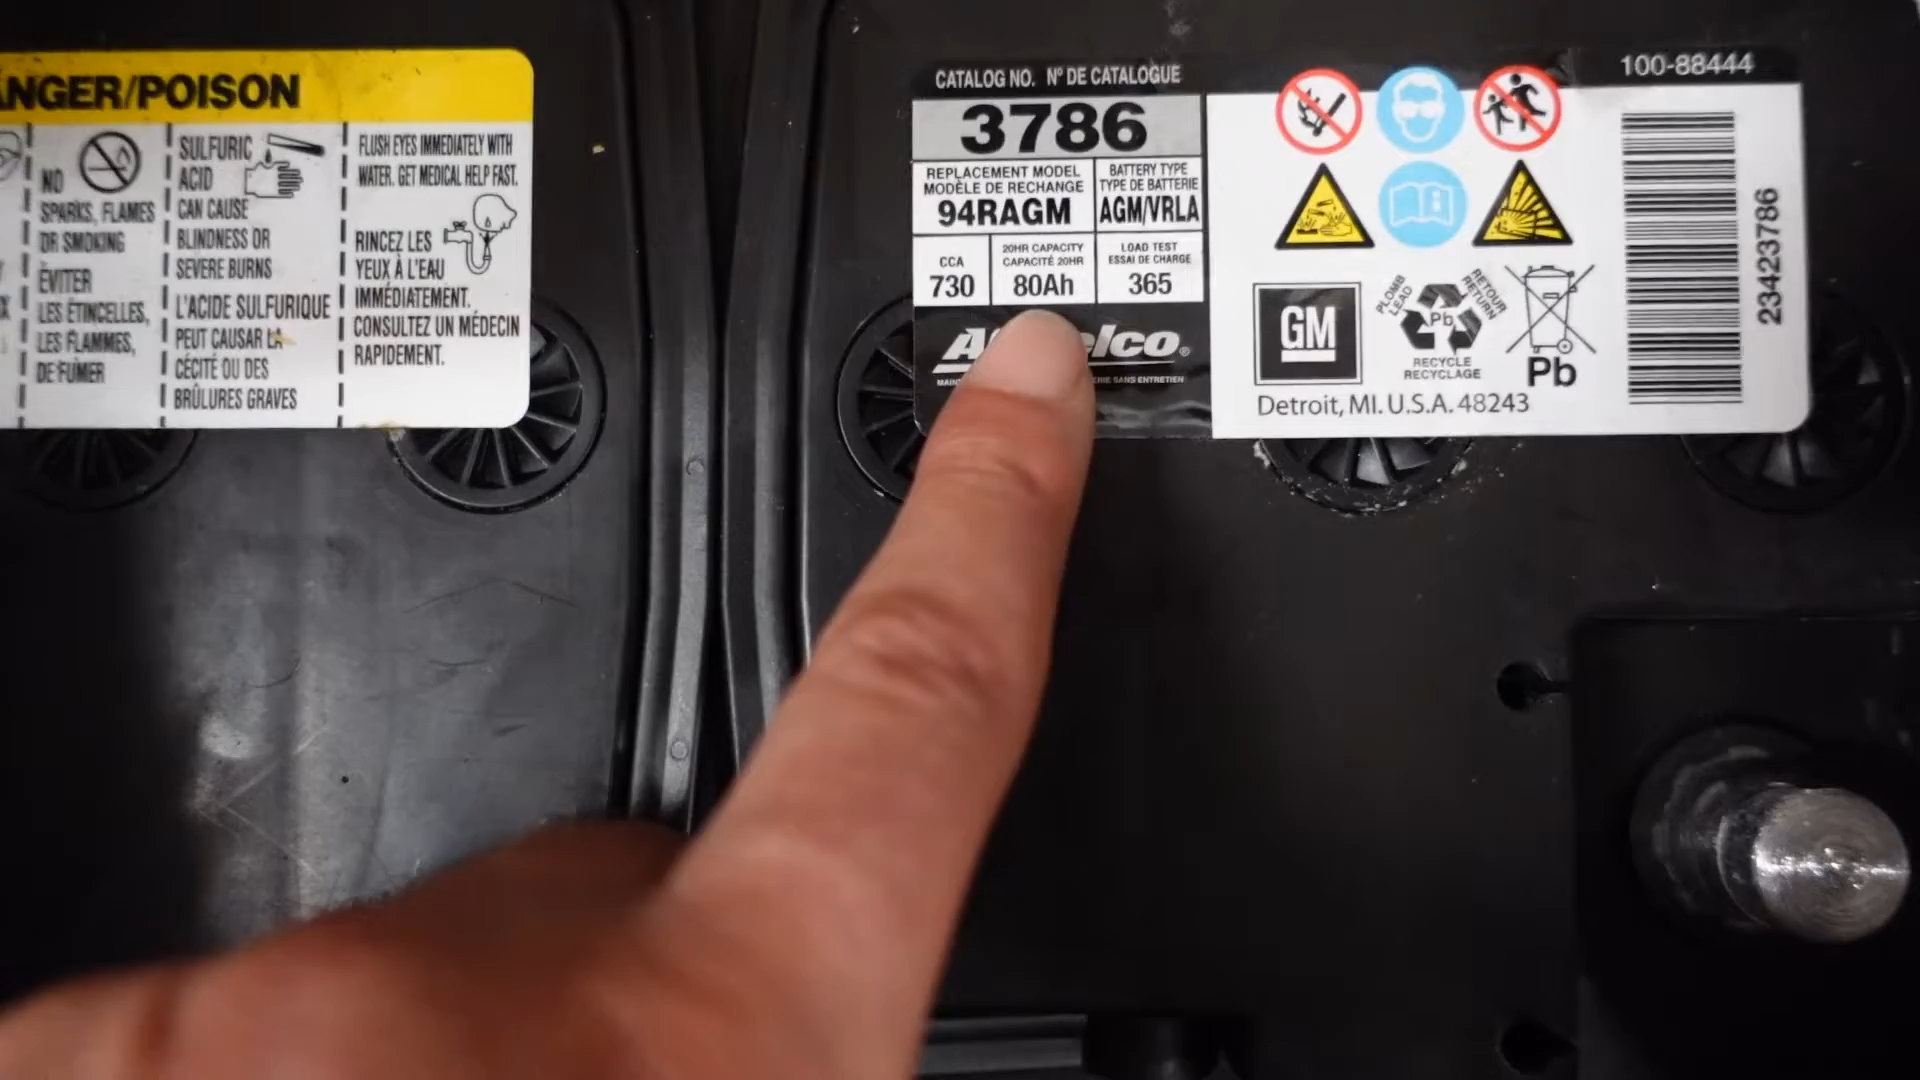 ANGER/POISON
NO
SPARKS, FLAMES
OR SMOKING
ÉVITER
LES ÉTINCELLES,
LES FLAMMES,
DE FUMER
SULFURIC
ACID
CAN CAUSE
BLINDNESS OR
SEVERE BURNS
L'ACIDE SULFURIQUE
PEUT CAUSAR LA
CÉCITÉ OU DES
BRÛLURES GRAVES
FLUSH EYES IMMEDIATELY WITH
WATER. GET MEDICAL HELP FAST.
RINCEZ LES
YEUX À L'EAU
IMMÉDIATEMENT.
CONSULTEZ UN MÉDECIN
RAPIDEMENT.
CATALOG NO. Nº DE CATALOGUE
3786
REPLACEMENT MODEL
MODÈLE DE RECHANGE
94RAGM
BATTERY TYPE
TYPE DE BATTERIE
AGM/VRLA
CCA
730
20HR CAPACITY
CAPACITÉ 20HR
80Ah
LOAD TEST
ESSAI DE CHARGE
365
A elco®
SANS ENTRETIEN
100-88444
GM
PLOMB
LEAD
RETOUR
RETURN
Pb
RECYCLE
RECYCLAGE
Pb
Detroit, MI. U.S.A. 48243
23423786